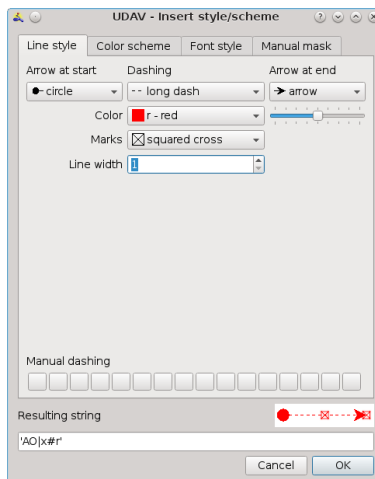 UDAV - Insert style/scheme
Line style Color scheme Font style Manual mask
Arrow at start Dashing Arrow at end
circle -- long dash arrow
Color r - red
Marks squared cross
Line width 1
Manual dashing
Resulting string
'AO|x#r'
Cancel OK